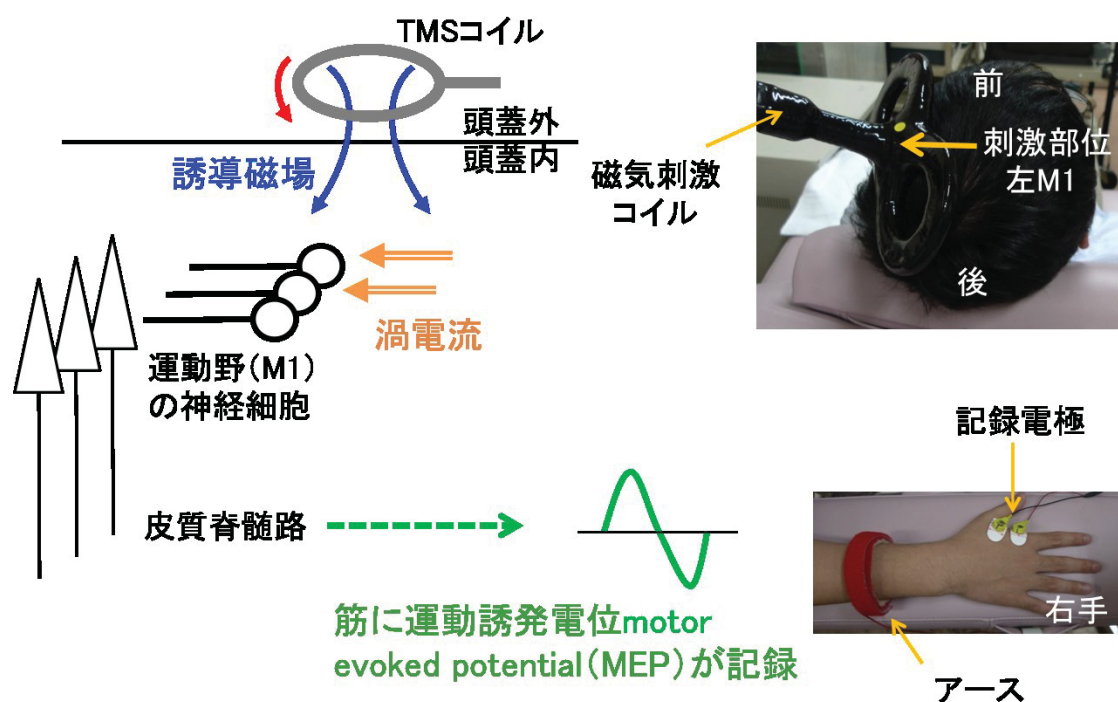 TMSコイル
頭蓋外
頭蓋内
誘導磁場
渦電流
運動野(M1)
の神経細胞
皮質脊髄路
筋に運動誘発電位motor
evoked potential(MEP)が記録
前
刺激部位
左M1
磁気刺激
コイル
後
記録電極
右手
アース